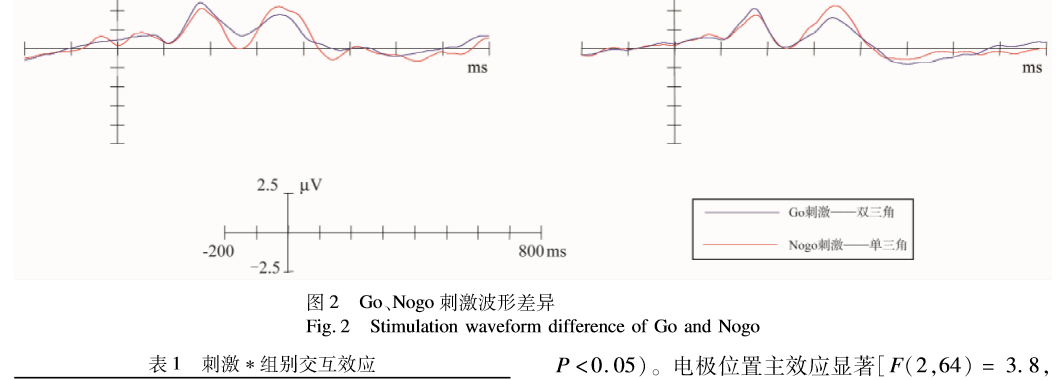 ms
ms
2.5 μV
-200 800 ms
-2.5
Go刺激——双三角
Nogo刺激——单三角
图 2 Go、Nogo 刺激波形差异
Fig. 2 Stimulation waveform difference of Go and Nogo
表 1 刺激 * 组别交互效应
P < 0.05)。电极位置主效应显著[F(2,64) = 3.8,